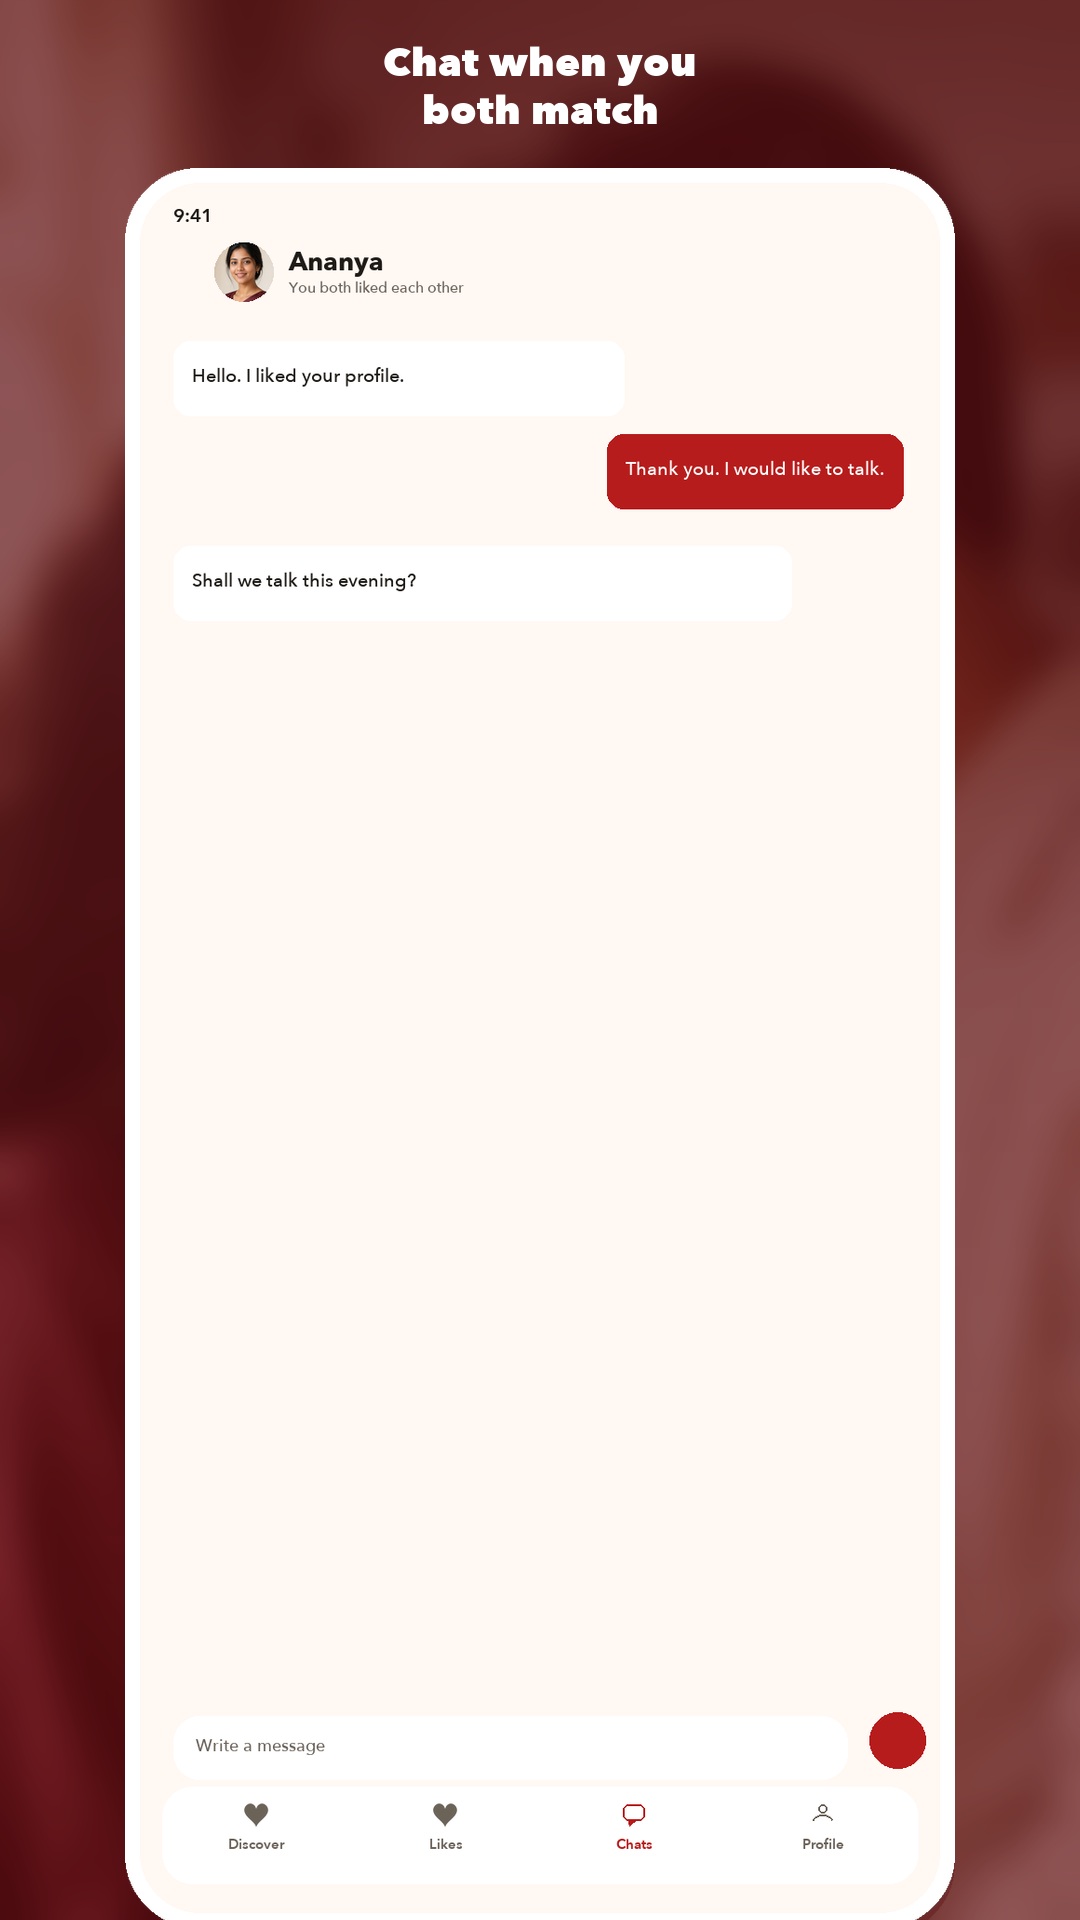 Chat when you
both match
9:41
Ananya
You both liked each other
Hello. I liked your profile.
Thank you. I would like to talk.
Shall we talk this evening?
Write a message
Discover
Likes
Chats
Profile